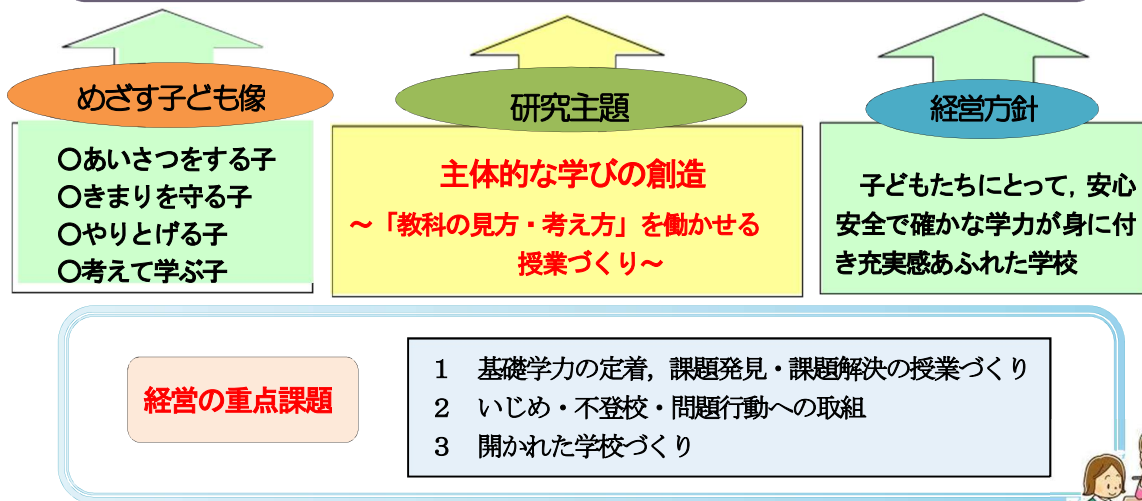 めざす子ども像
〇あいさつをする子
〇きまりを守る子
〇やりとげる子
〇考えて学ぶ子
研究主題
主体的な学びの創造
～「教科の見方・考え方」を働かせる
授業づくり～
経営方針
子どもたちにとって，安心
安全で確かな学力が身に付
き充実感あふれた学校
経営の重点課題
１　基礎学力の定着，課題発見・課題解決の授業づくり
２　いじめ・不登校・問題行動への取組
３　開かれた学校づくり